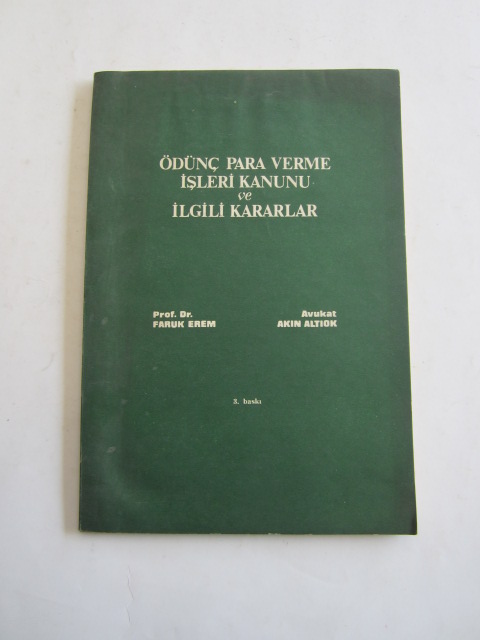 ÖDÜNÇ PARA VERME
İŞLERİ KANUNU
ve
İLGİLİ KARARLAR
Prof. Dr.
FARUK EREM
Avukat
AKIN ALTIOK
3. baskı